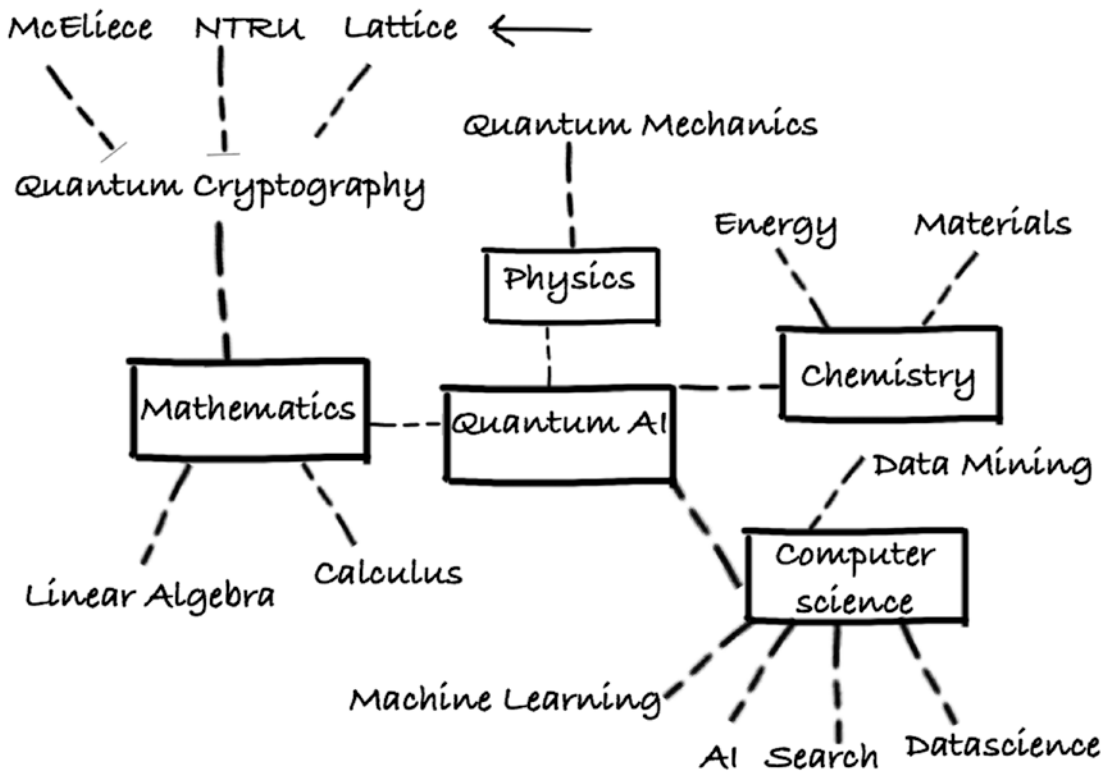 McEliece NTRU Lattice
Quantum Mechanics
Quantum Cryptography
Energy Materials
Physics
Chemistry
Mathematics
Quantum AI
Data Mining
Computer
science
Calculus
Linear Algebra
Machine Learning
AI Search Datascience